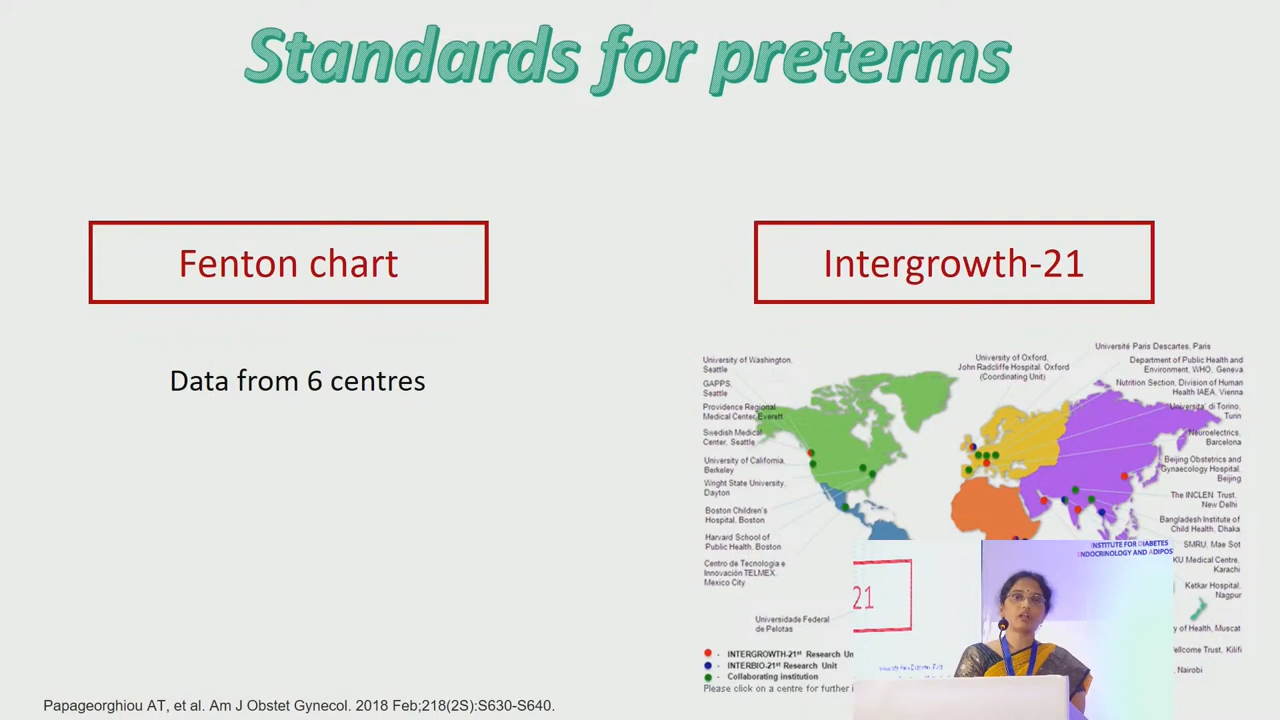 Standards for preterms
Fenton chart
Intergrowth-21
Data from 6 centres
University of Washington,
Seattle
GAPPS,
Seattle
Providence Regional
Medical Center, Everett
Swedish Medical
Center, Seattle
University of California,
Berkeley
Wright State University,
Dayton
Boston Children's
Hospital, Boston
Harvard School of
Public Health, Boston
Centro de Tecnologia e
Innovación TELMEX,
Mexico City
Universidade Federal
de Pelotas
University of Oxford,
John Radcliffe Hospital, Oxford
(Coordinating Unit)
Université Paris Descartes, Paris
Department of Public Health and
Environment, WHO, Geneva
Nutrition Section, Division of Human
Health IAEA, Vienna
Universita' di Torino,
Turin
Neuroelectrics,
Barcelona
Beijing Obstetrics and
Gynaecology Hospital,
Beijing
The INCLEN Trust,
New Delhi
Bangladesh Institute of
Child Health, Dhaka
SMRU, Mae Sot
KU Medical Centre,
Karachi
Ketkar Hospital,
Nagpur
y of Health, Muscat
ellcome Trust, Kilifi
, Nairobi
- INTERGROWTH-21st Research Un
- INTERBIO-21st Research Unit
- Collaborating institution
Please click on a centre for further i
INSTITUTE FOR DIABETES
ENDOCRINOLOGY AND ADIPOS
21
Papageorghiou AT, et al. Am J Obstet Gynecol. 2018 Feb;218(2S):S630-S640.